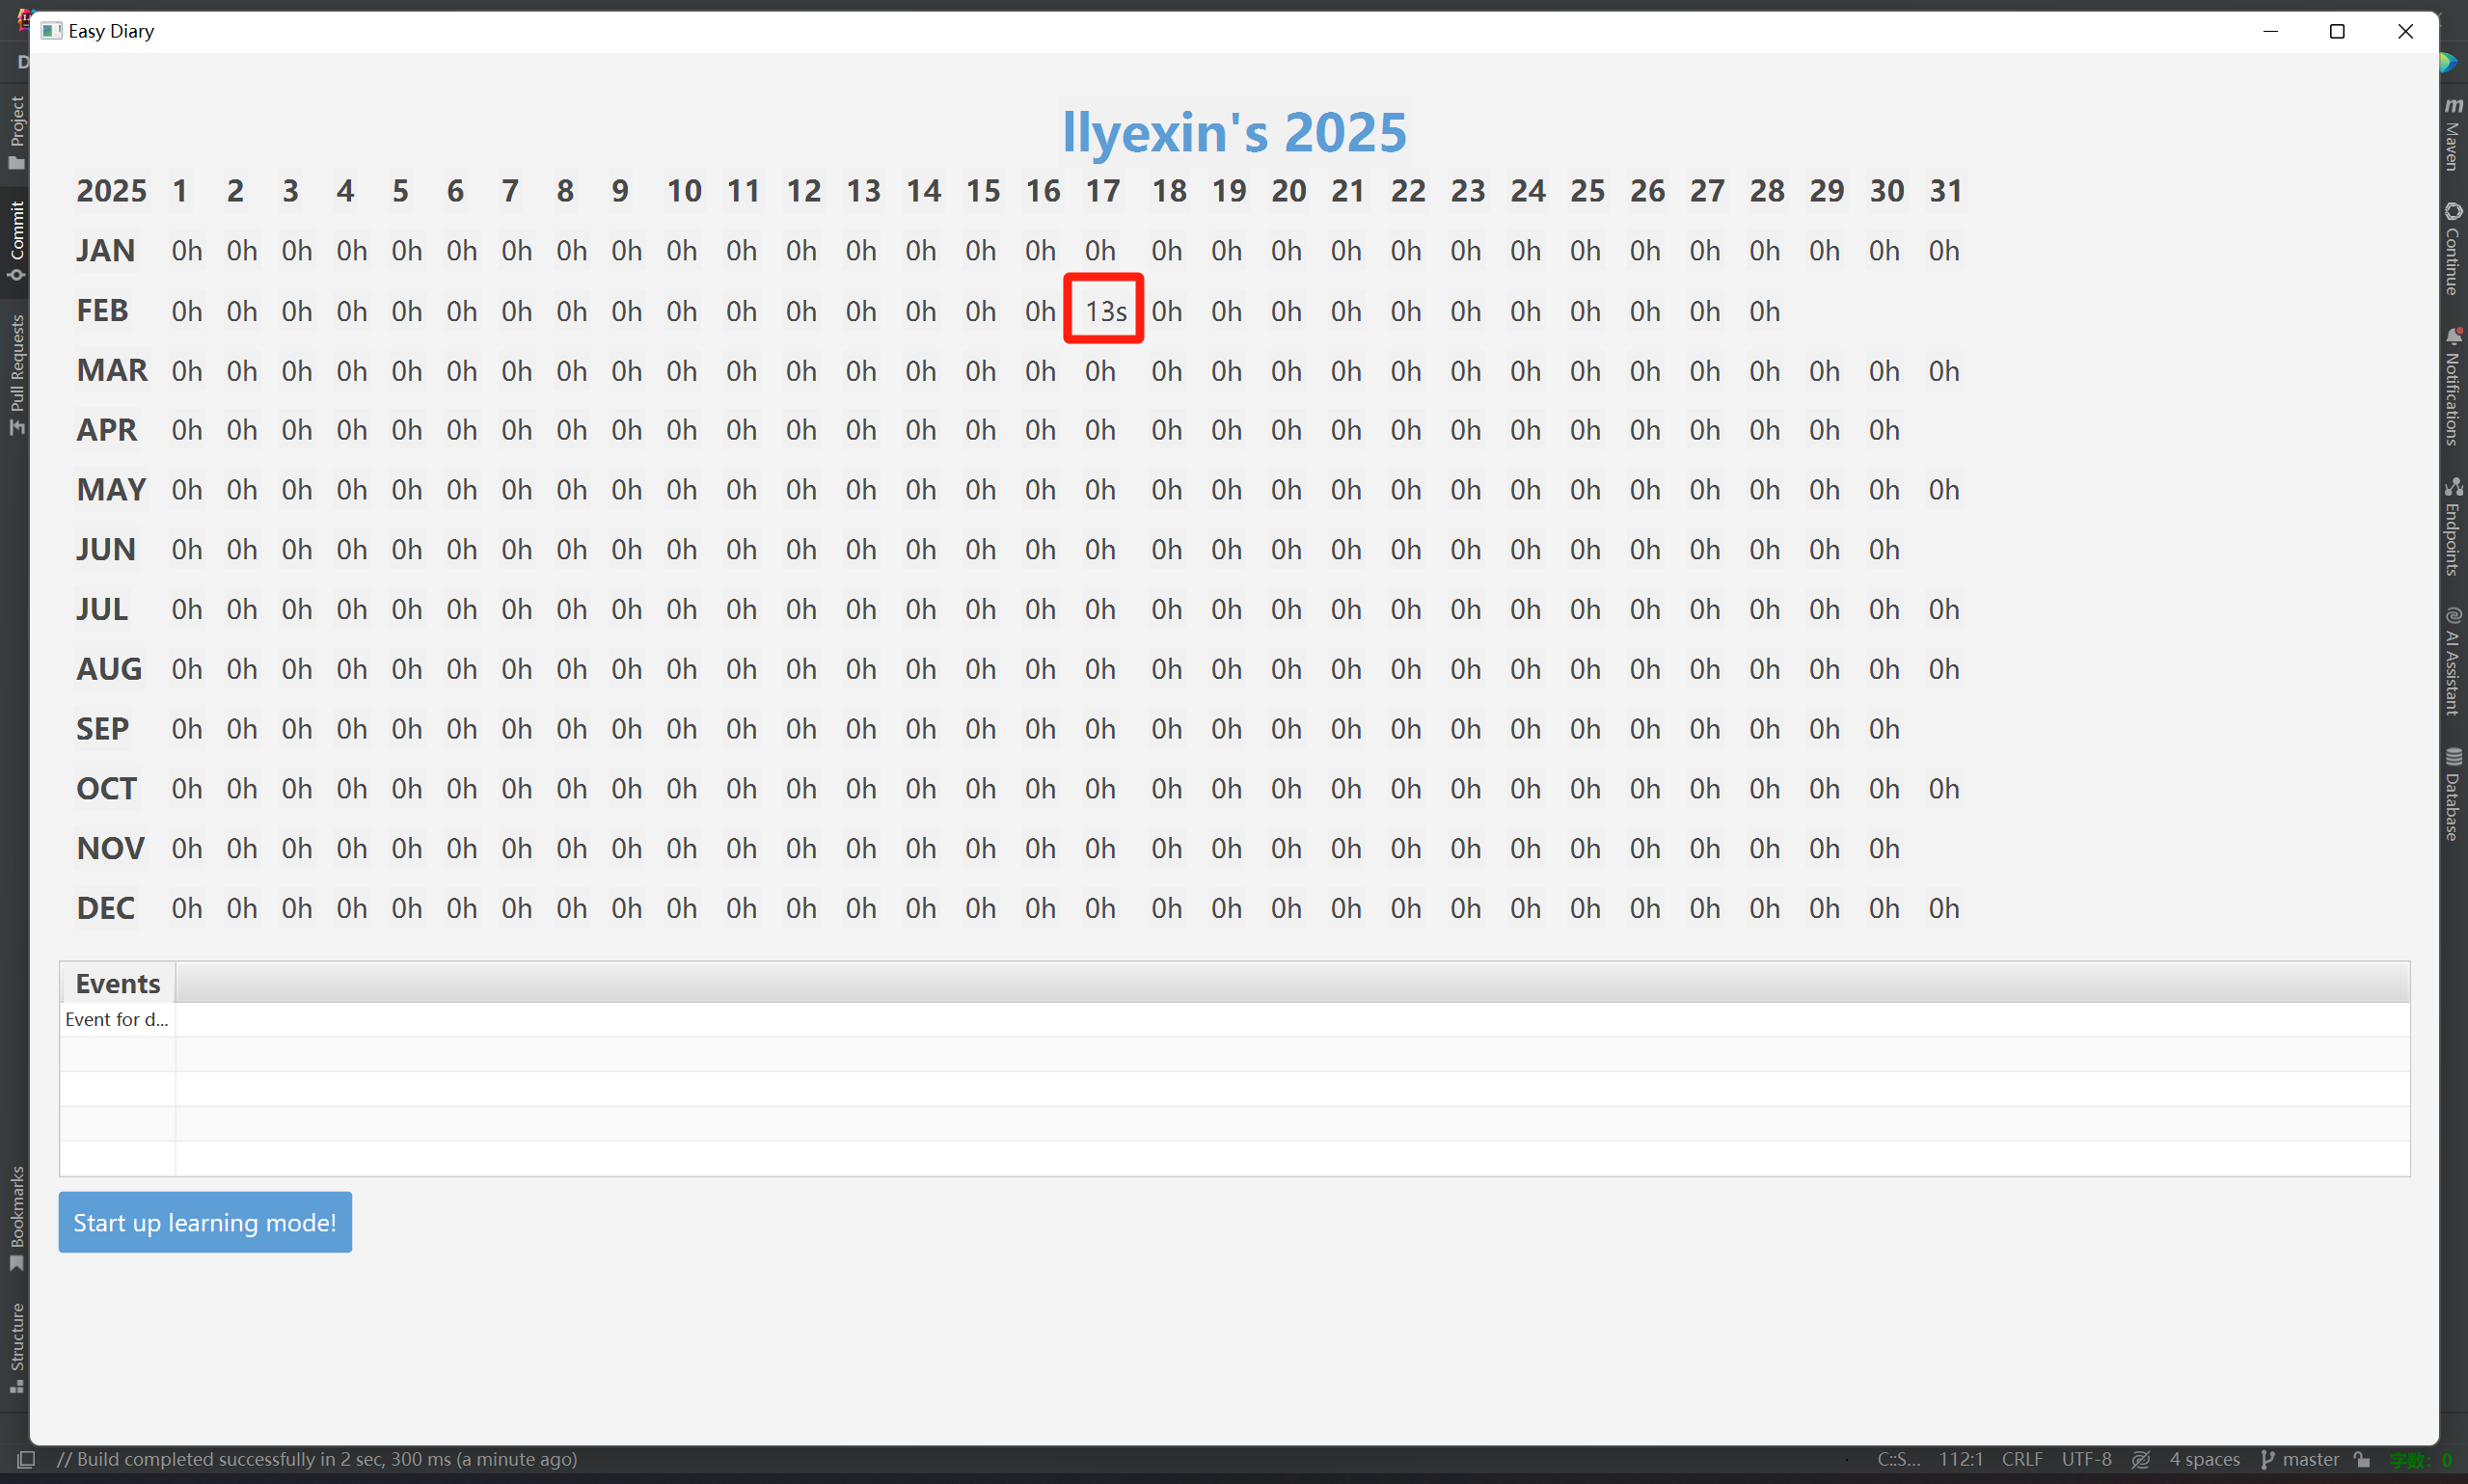 Easy Diary
llyexin's 2025
2025 1 2 3 4 5 6 7 8 9 10 11 12 13 14 15 16 17 18 19 20 21 22 23 24 25 26 27 28 29 30 31
JAN 0h 0h 0h 0h 0h 0h 0h 0h 0h 0h 0h 0h 0h 0h 0h 0h 0h 0h 0h 0h 0h 0h 0h 0h 0h 0h 0h 0h 0h 0h 0h
FEB 0h 0h 0h 0h 0h 0h 0h 0h 0h 0h 0h 0h 0h 0h 0h 0h 13s 0h 0h 0h 0h 0h 0h 0h 0h 0h 0h 0h
MAR 0h 0h 0h 0h 0h 0h 0h 0h 0h 0h 0h 0h 0h 0h 0h 0h 0h 0h 0h 0h 0h 0h 0h 0h 0h 0h 0h 0h 0h 0h 0h
APR 0h 0h 0h 0h 0h 0h 0h 0h 0h 0h 0h 0h 0h 0h 0h 0h 0h 0h 0h 0h 0h 0h 0h 0h 0h 0h 0h 0h 0h 0h
MAY 0h 0h 0h 0h 0h 0h 0h 0h 0h 0h 0h 0h 0h 0h 0h 0h 0h 0h 0h 0h 0h 0h 0h 0h 0h 0h 0h 0h 0h 0h 0h
JUN 0h 0h 0h 0h 0h 0h 0h 0h 0h 0h 0h 0h 0h 0h 0h 0h 0h 0h 0h 0h 0h 0h 0h 0h 0h 0h 0h 0h 0h 0h
JUL 0h 0h 0h 0h 0h 0h 0h 0h 0h 0h 0h 0h 0h 0h 0h 0h 0h 0h 0h 0h 0h 0h 0h 0h 0h 0h 0h 0h 0h 0h 0h
AUG 0h 0h 0h 0h 0h 0h 0h 0h 0h 0h 0h 0h 0h 0h 0h 0h 0h 0h 0h 0h 0h 0h 0h 0h 0h 0h 0h 0h 0h 0h 0h
SEP 0h 0h 0h 0h 0h 0h 0h 0h 0h 0h 0h 0h 0h 0h 0h 0h 0h 0h 0h 0h 0h 0h 0h 0h 0h 0h 0h 0h 0h 0h
OCT 0h 0h 0h 0h 0h 0h 0h 0h 0h 0h 0h 0h 0h 0h 0h 0h 0h 0h 0h 0h 0h 0h 0h 0h 0h 0h 0h 0h 0h 0h 0h
NOV 0h 0h 0h 0h 0h 0h 0h 0h 0h 0h 0h 0h 0h 0h 0h 0h 0h 0h 0h 0h 0h 0h 0h 0h 0h 0h 0h 0h 0h 0h
DEC 0h 0h 0h 0h 0h 0h 0h 0h 0h 0h 0h 0h 0h 0h 0h 0h 0h 0h 0h 0h 0h 0h 0h 0h 0h 0h 0h 0h 0h 0h 0h
Events
Event for d...
Start up learning mode!
Project
Commit
Pull Requests
Bookmarks
Structure
Maven
Continue
Notifications
Endpoints
AI Assistant
Database
// Build completed successfully in 2 sec, 300 ms (a minute ago)
C::S... 112:1 CRLF UTF-8 4 spaces master 字数: 0